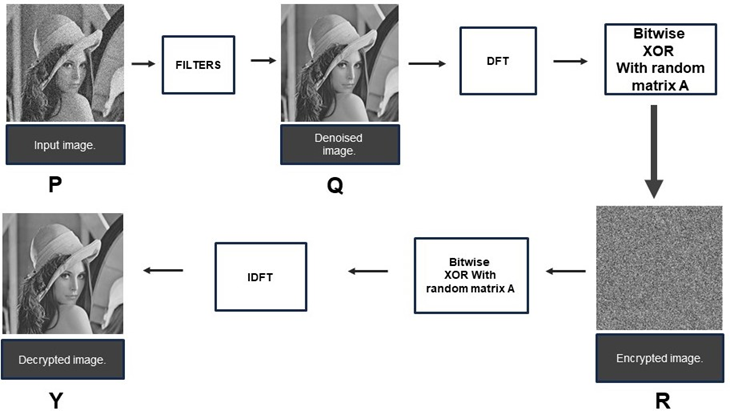 FILTERS
DFT
Bitwise
XOR
With random
matrix A
Input image.
Denoised
image.
P
Q
IDFT
Bitwise
XOR With
random matrix A
Decrypted image.
Encrypted image.
Y
R